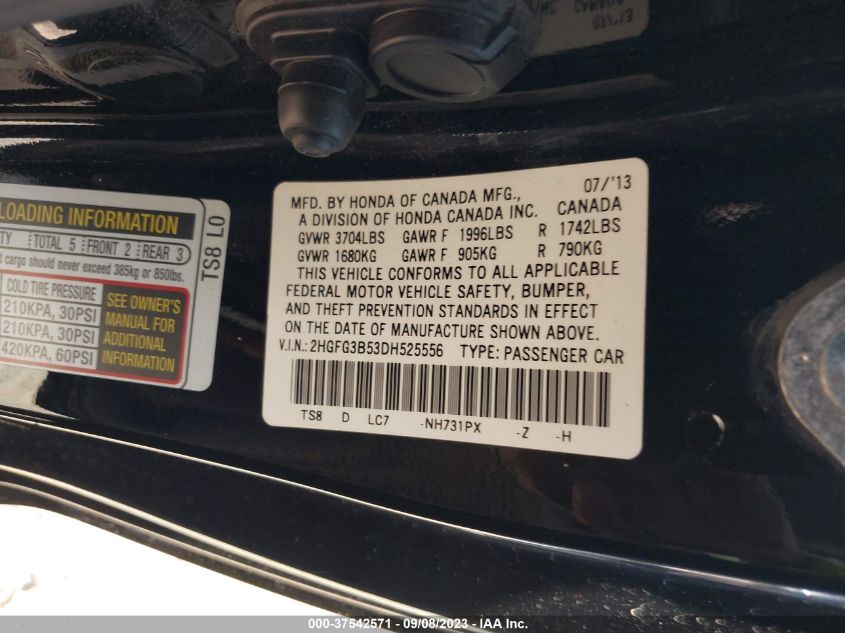 LOADING INFORMATION
TOTAL 5 FRONT 2 REAR 3
cargo should never exceed 385kg or 850lbs.
COLD TIRE PRESSURE
210KPA, 30PSI
210KPA, 30PSI
420KPA, 60PSI
SEE OWNER'S
MANUAL FOR
ADDITIONAL
INFORMATION
TS8 L0
07/'13
MFD. BY HONDA OF CANADA MFG.,
A DIVISION OF HONDA CANADA INC. CANADA
GVWR 3704LBS GAWR F 1996LBS R 1742LBS
GVWR 1680KG GAWR F 905KG R 790KG
THIS VEHICLE CONFORMS TO ALL APPLICABLE
FEDERAL MOTOR VEHICLE SAFETY, BUMPER,
AND THEFT PREVENTION STANDARDS IN EFFECT
ON THE DATE OF MANUFACTURE SHOWN ABOVE.
V.I.N.: 2HGFG3B53DH525556 TYPE: PASSENGER CAR
TS8 D LC7 -NH731PX -Z -H
000-37542571 - 09/08/2023 - IAA Inc.